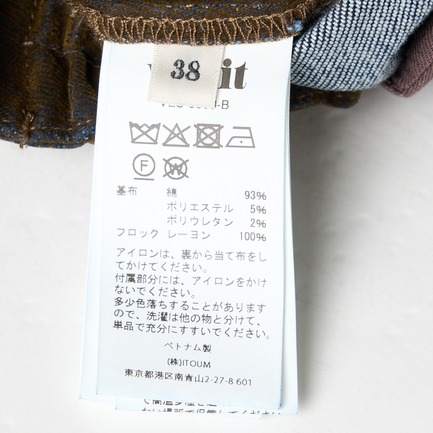 38
it
-B
F
W
基布 綿 93%
ポリエステル 5%
ポリウレタン 2%
フロック レーヨン 100%
アイロンは、裏から当て布を
してかけてください。
付属部分には、アイロンをかけ
ないでください。
多少色落ちすることがあります
ので、洗濯は他の物と分けて、
単品で充分にすすいでください。
ベトナム製
(株)ITOUM
東京都港区南青山2-27-8 601